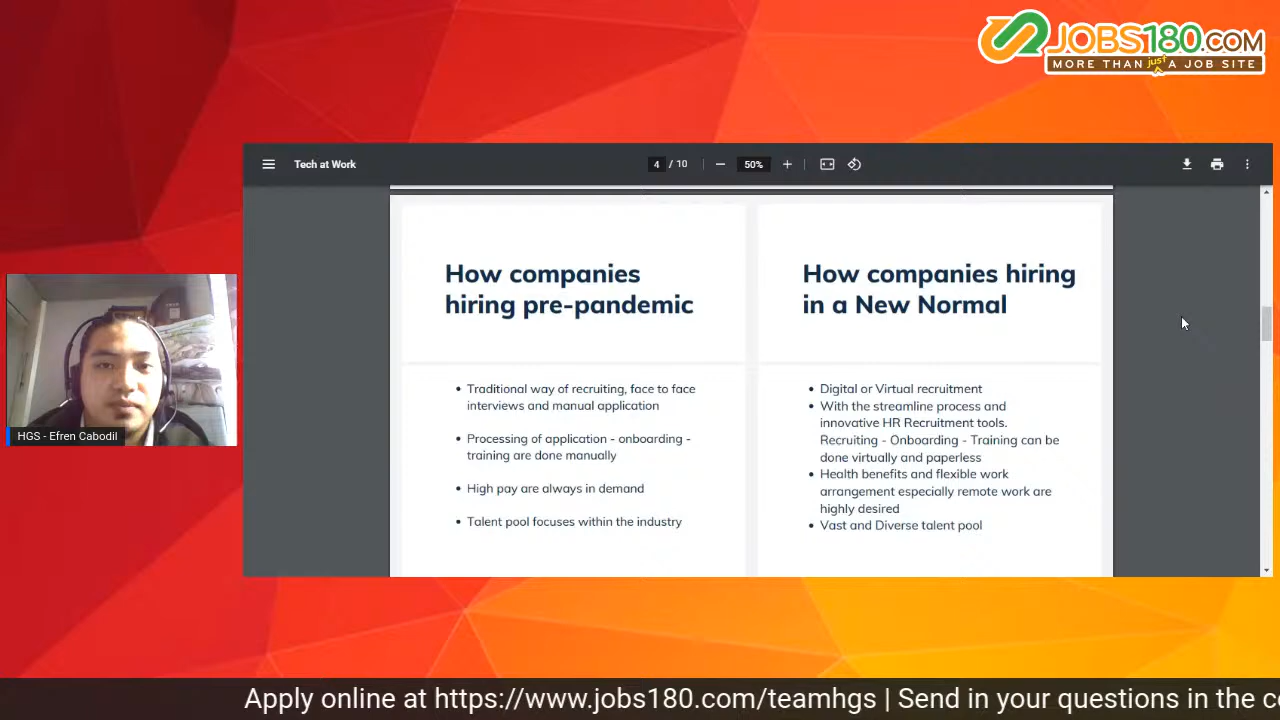 JOBS180.COM
MORE THAN just A JOB SITE
Tech at Work
4 / 10
50%
How companies
hiring pre-pandemic
How companies hiring
in a New Normal
• Traditional way of recruiting, face to face
interviews and manual application
• Processing of application - onboarding -
training are done manually
• High pay are always in demand
• Talent pool focuses within the industry
• Digital or Virtual recruitment
• With the streamline process and
innovative HR Recruitment tools.
Recruiting - Onboarding - Training can be
done virtually and paperless
• Health benefits and flexible work
arrangement especially remote work are
highly desired
• Vast and Diverse talent pool
HGS - Efren Cabodil
Apply online at https://www.jobs180.com/teamhgs | Send in your questions in the c